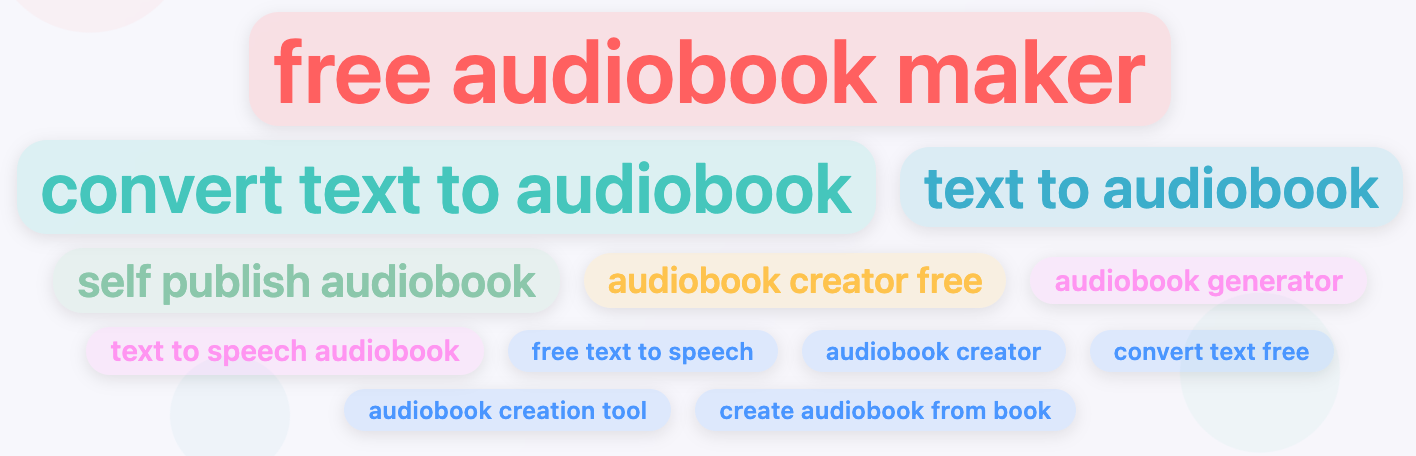 free audiobook maker
convert text to audiobook text to audiobook
self publish audiobook audiobook creator free audiobook generator
text to speech audiobook free text to speech audiobook creator convert text free
audiobook creation tool create audiobook from book